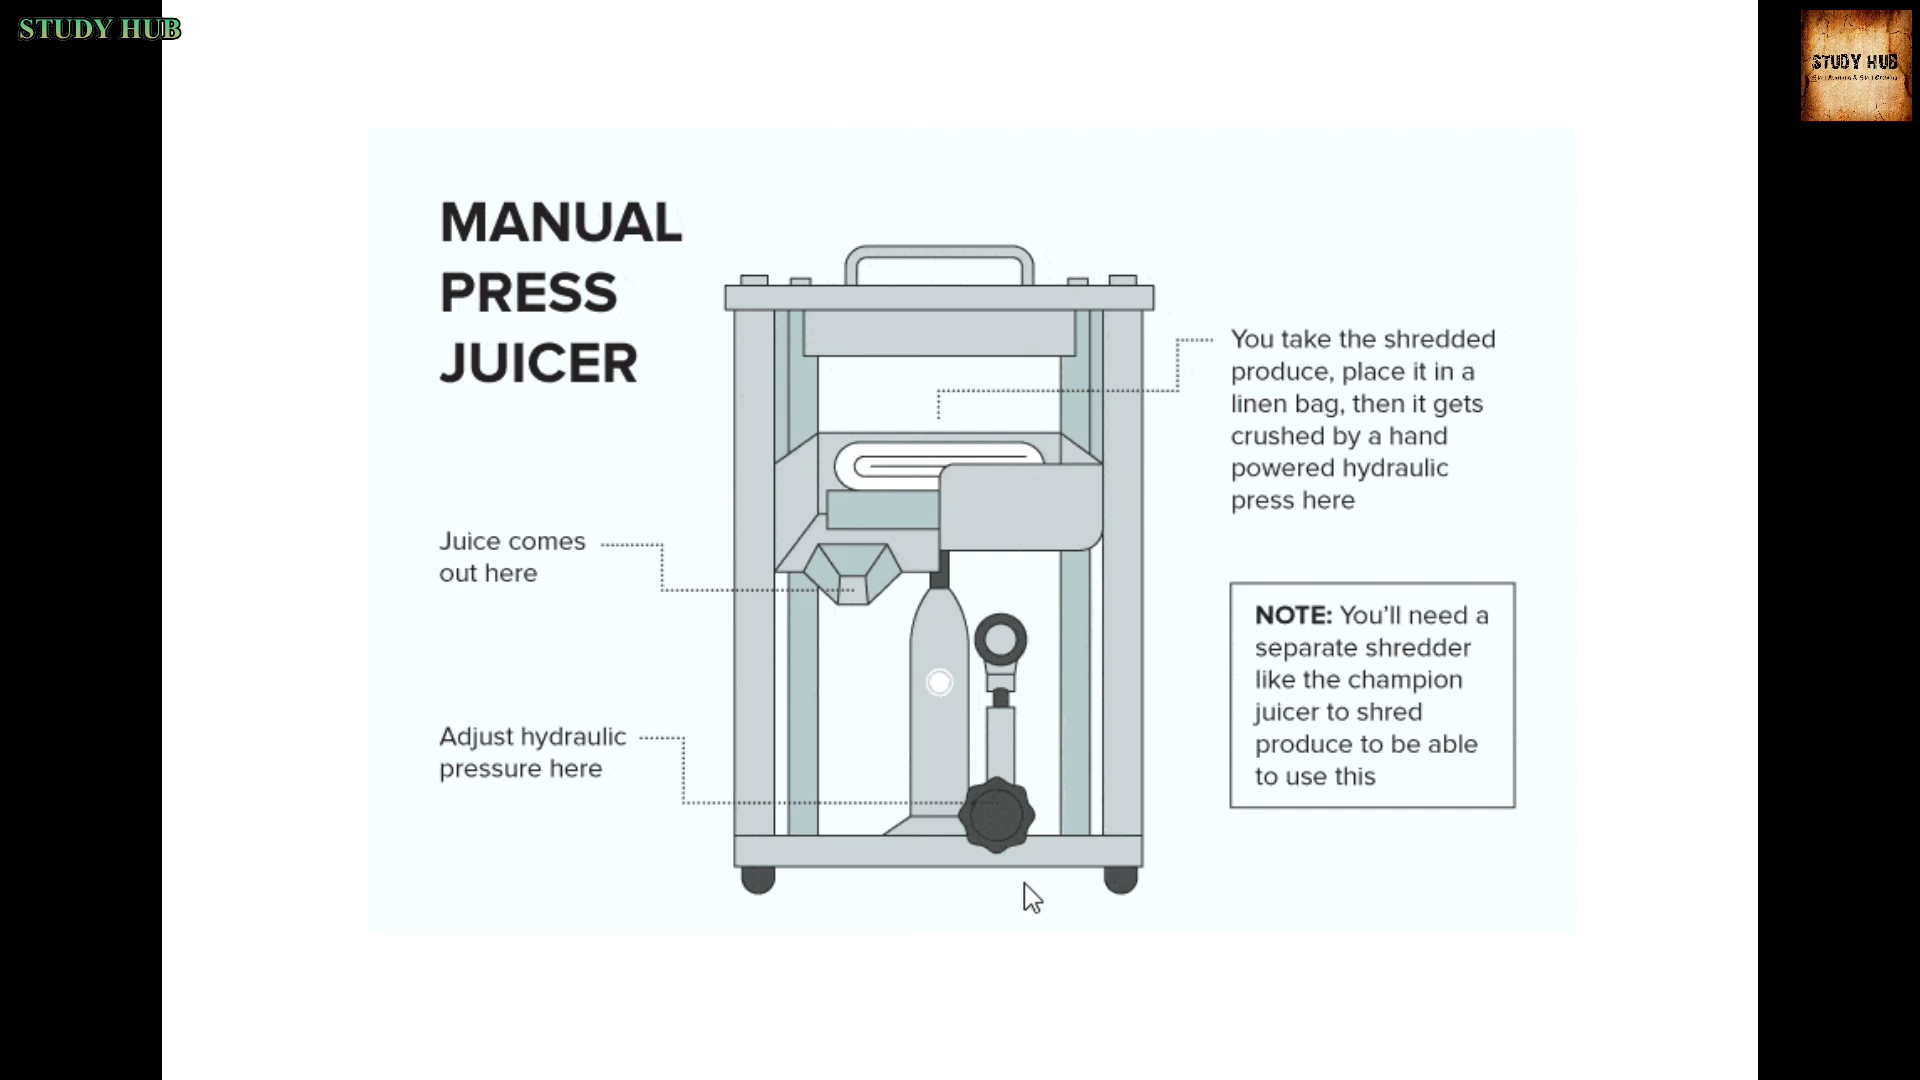 STUDY HUB
STUDY HUB
MANUAL
PRESS
JUICER
You take the shredded
produce, place it in a
linen bag, then it gets
crushed by a hand
powered hydraulic
press here
Juice comes
out here
NOTE: You'll need a
separate shredder
like the champion
juicer to shred
produce to be able
to use this
Adjust hydraulic
pressure here